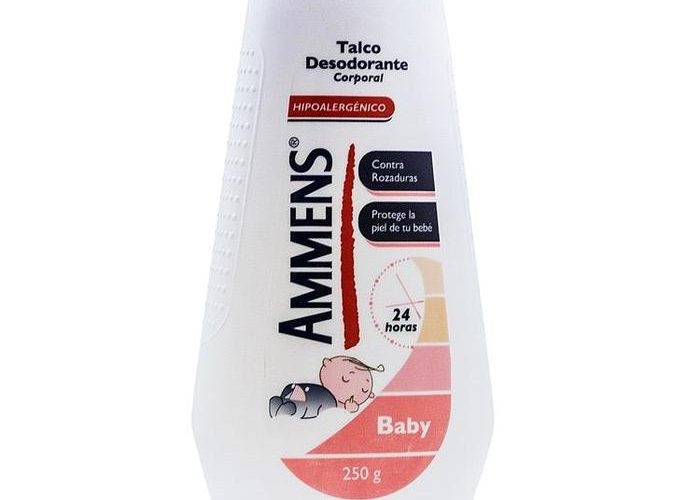 Talco
Desodorante
Corporal
HIPOALERGÉNICO
AMMENS®
Contra
Rozaduras
Protege la
piel de tu bebé
24
horas
Baby
250 g